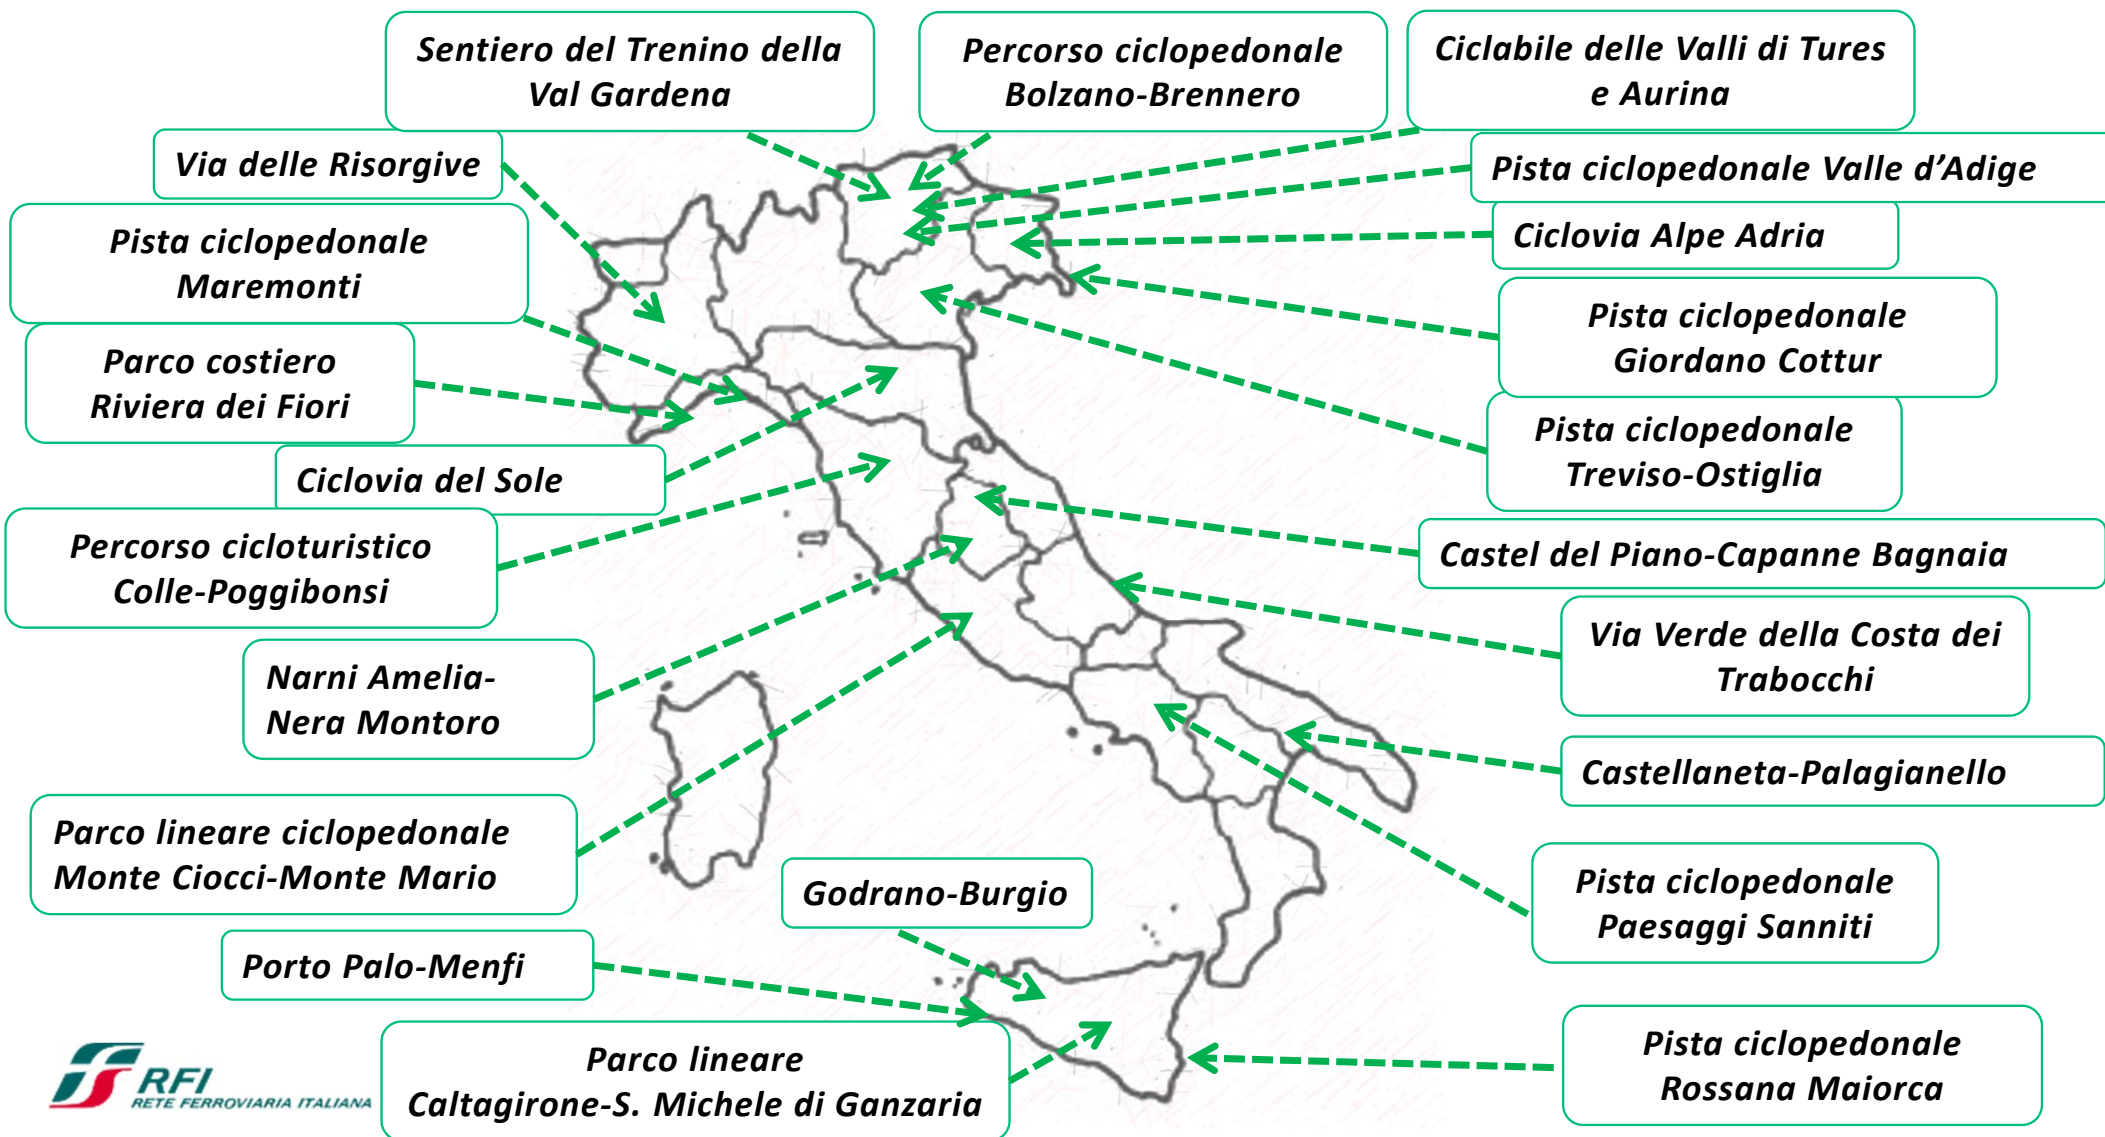 Sentiero del Trenino della
Val Gardena
Percorso ciclopedonale
Bolzano-Brennero
Ciclabile delle Valli di Tures
e Aurina
Via delle Risorgive
Pista ciclopedonale Valle d’Adige
Pista ciclopedonale
Maremonti
Ciclovia Alpe Adria
Parco costiero
Riviera dei Fiori
Pista ciclopedonale
Giordano Cottur
Ciclovia del Sole
Pista ciclopedonale
Treviso-Ostiglia
Percorso cicloturistico
Colle-Poggibonsi
Castel del Piano-Capanne Bagnaia
Narni Amelia-
Nera Montoro
Via Verde della Costa dei
Trabocchi
Castellaneta-Palagianello
Parco lineare ciclopedonale
Monte Ciocci-Monte Mario
Godrano-Burgio
Pista ciclopedonale
Paesaggi Sanniti
Porto Palo-Menfi
Parco lineare
Caltagirone-S. Michele di Ganzaria
Pista ciclopedonale
Rossana Maiorca
RFI
RETE FERROVIARIA ITALIANA